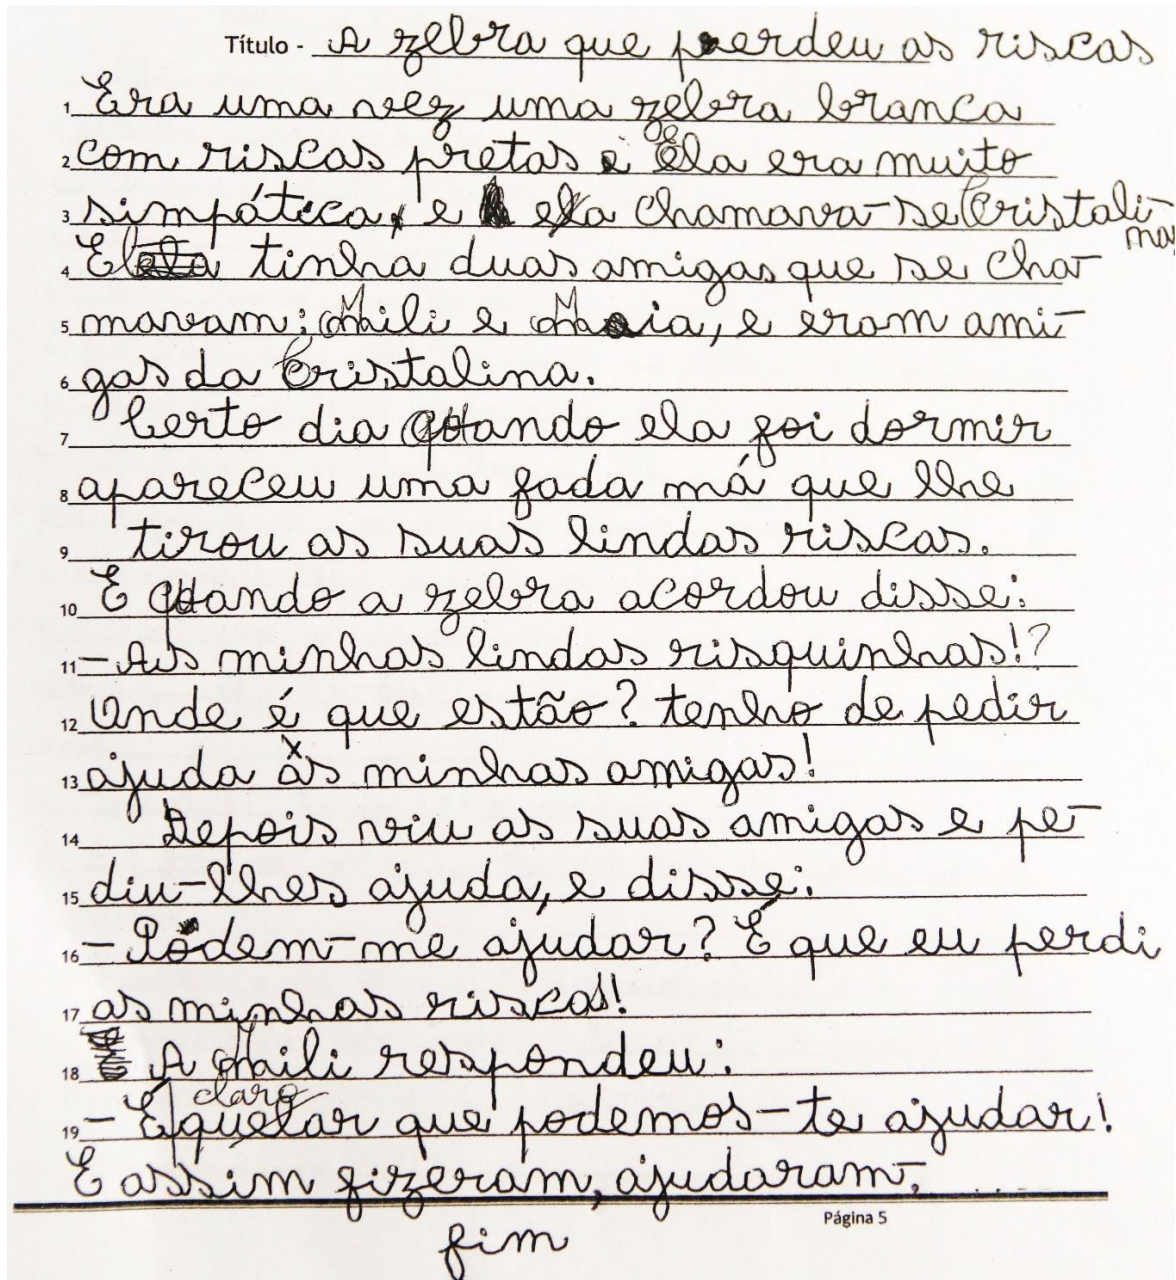 Título - A zebra que perdeu as riscas
1 Era uma vez uma zebra branca
2 com riscas pretas e Ela era muito
3 simpática, e ela chamava-se Cristali-
na,
4 Ela tinha duas amigas que se cha-
5 mavam: Mili e Maia, e eram ami-
6 gas da Cristalina.
7 Certo dia quando ela foi dormir
8 apareceu uma fada má que lhe
9 tirou as suas lindas riscas.
10 E quando a zebra acordou disse:
11 - As minhas lindas risquinhas!?
12 Onde é que estão? tenho de pedir
13 ajuda às minhas amigas!
14 Depois viu as suas amigas e pe-
15 diu-lhes ajuda, e disse:
16 - Podem-me ajudar? É que eu perdi
17 as minhas riscas!
18 A Mili respondeu:
claro
19 - É que podemos-te ajudar!
E assim fizeram, ajudaram-
Página 5
fim